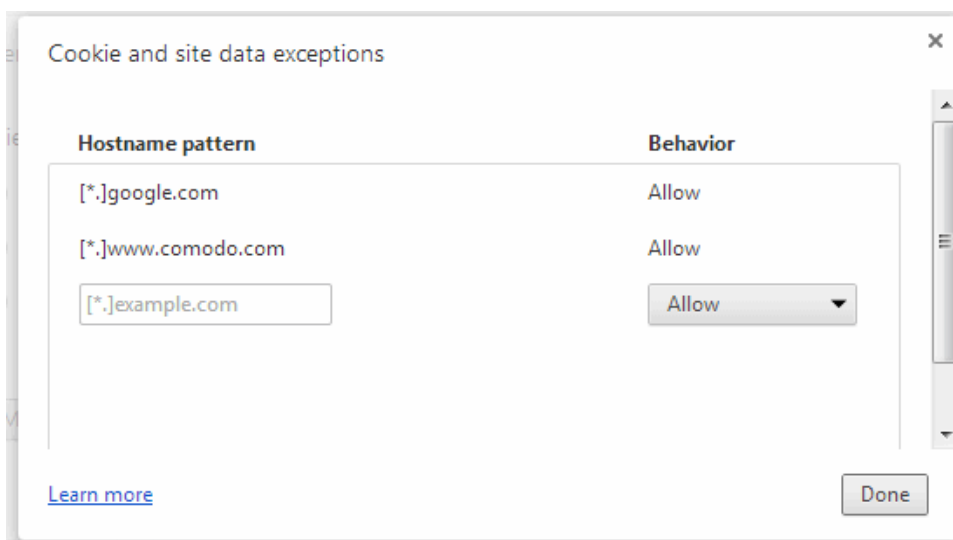 Cookie and site data exceptions
Hostname pattern Behavior
[*.]google.com Allow
[*.]www.comodo.com Allow
[*.]example.com Allow
Learn more Done